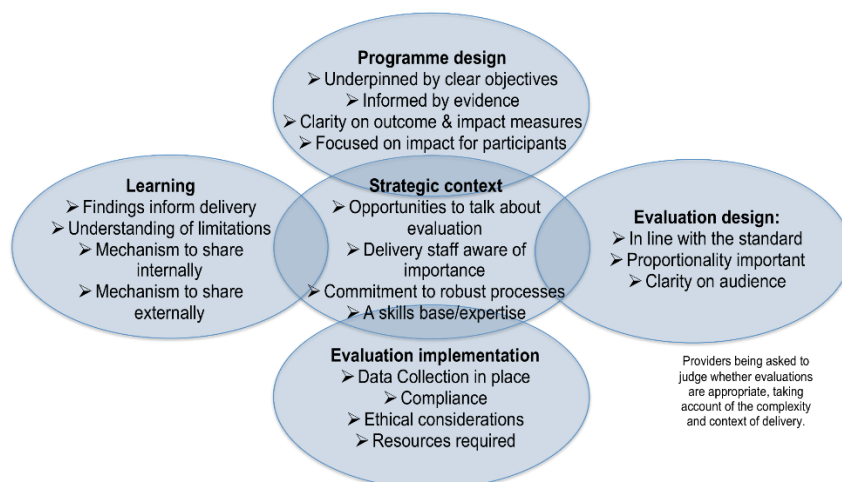 Programme design
➢ Underpinned by clear objectives
➢ Informed by evidence
➢ Clarity on outcome & impact measures
➢ Focused on impact for participants
Learning
➢ Findings inform delivery
➢ Understanding of limitations
➢ Mechanism to share
internally
➢ Mechanism to share
externally
Strategic context
➢ Opportunities to talk about
evaluation
➢ Delivery staff aware of
importance
➢ Commitment to robust processes
➢ A skills base/expertise
Evaluation design:
➢ In line with the standard
➢ Proportionality important
➢ Clarity on audience
Evaluation implementation
➢ Data Collection in place
➢ Compliance
➢ Ethical considerations
➢ Resources required
Providers being asked to
judge whether evaluations
are appropriate, taking
account of the complexity
and context of delivery.